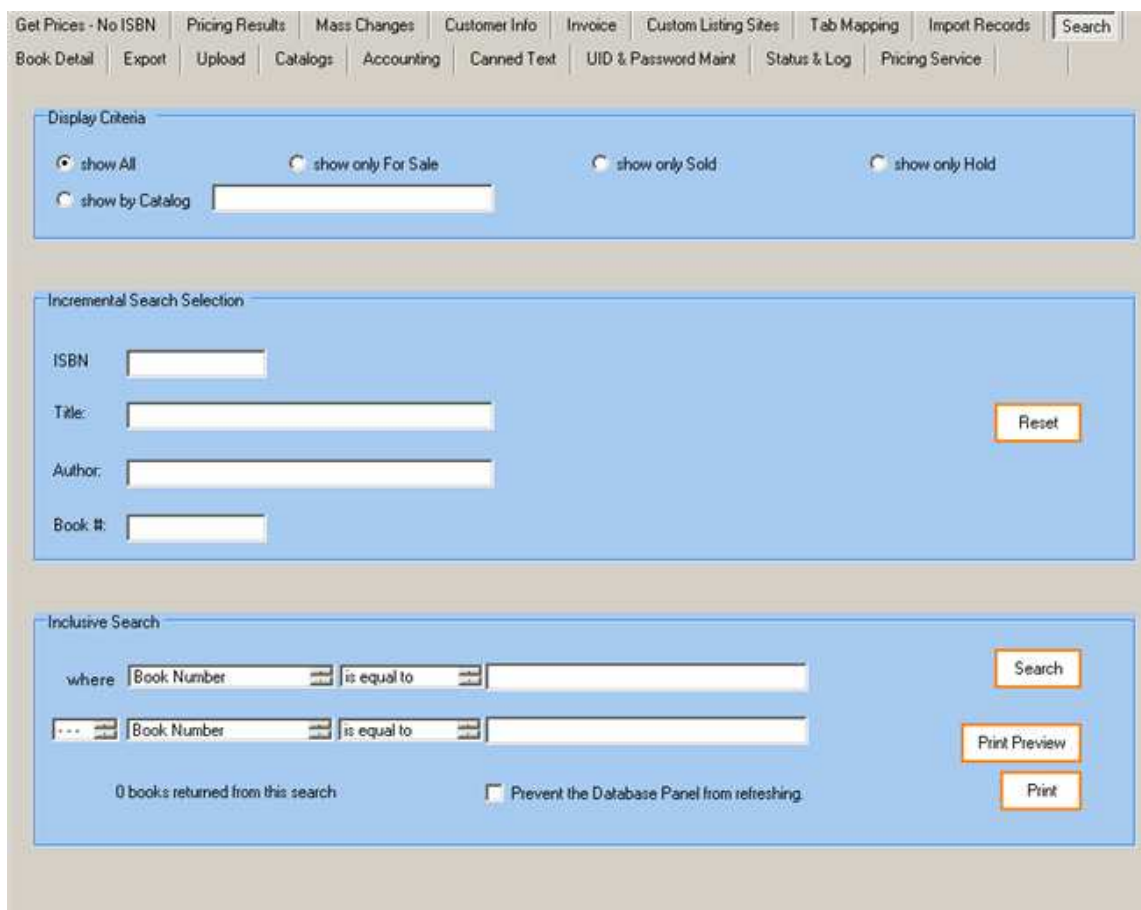 Get Prices - No ISBN Pricing Results Mass Changes Customer Info Invoice Custom Listing Sites Tab Mapping Import Records Search
Book Detail Export Upload Catalogs Accounting Canned Text UID & Password Maint Status & Log Pricing Service
Display Criteria
show All show only For Sale show only Sold show only Hold
show by Catalog
Incremental Search Selection
ISBN
Title:
Reset
Author:
Book #:
Inclusive Search
where Book Number is equal to Search
--- Book Number is equal to
Print Preview
0 books returned from this search Prevent the Database Panel from refreshing. Print